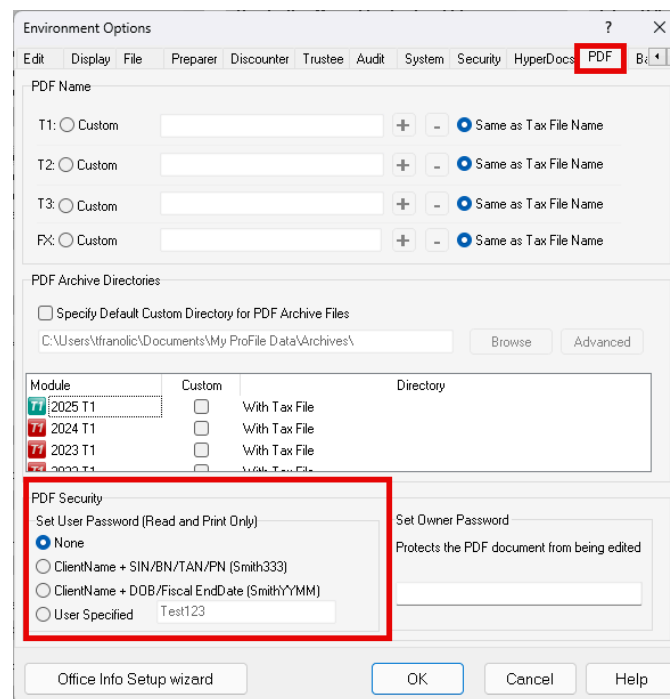 Environment Options ? ×
Edit Display File Preparer Discounter Trustee Audit System Security HyperDocs PDF
PDF Name
T1: Custom + - Same as Tax File Name
T2: Custom + - Same as Tax File Name
T3: Custom + - Same as Tax File Name
FX: Custom + - Same as Tax File Name
PDF Archive Directories
Specify Default Custom Directory for PDF Archive Files
C:\Users\tfranolic\Documents\My ProFile Data\Archives\ Browse Advanced
Module Custom Directory
T1 2025 T1 With Tax File
T1 2024 T1 With Tax File
T1 2023 T1 With Tax File
PDF Security
Set User Password (Read and Print Only) Set Owner Password
None Protects the PDF document from being edited
ClientName + SIN/BN/TAN/PN (Smith333)
ClientName + DOB/Fiscal EndDate (SmithYYMM)
User Specified Test123
Office Info Setup wizard OK Cancel Help